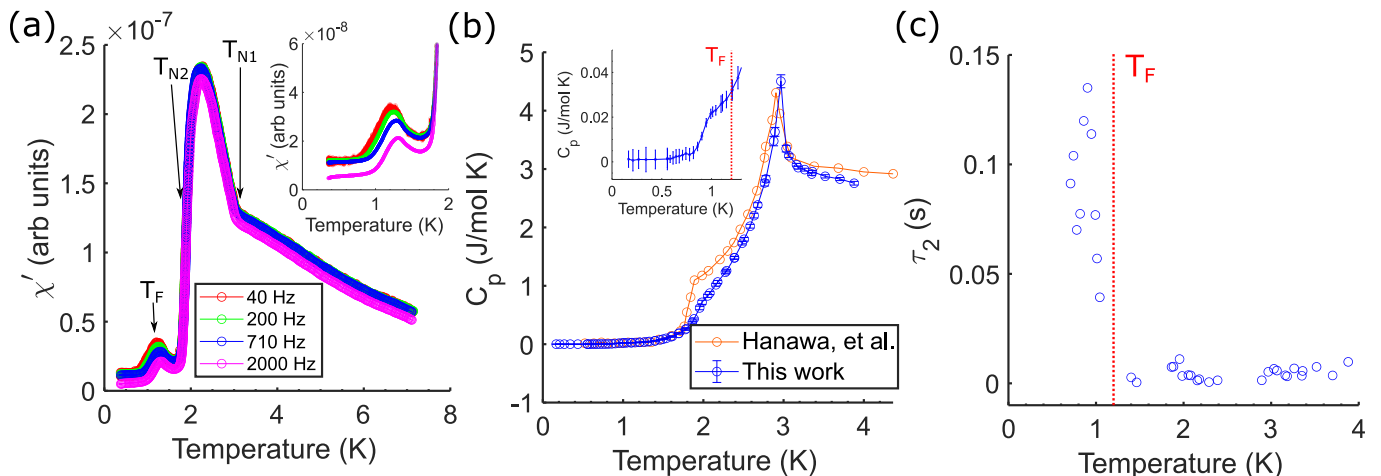 (a)
×10⁻⁷
2.5
2
1.5
1
0.5
0
χ′ (arb units)
0
2
4
6
8
Temperature (K)
T_N2
T_N1
T_F
40 Hz
200 Hz
710 Hz
2000 Hz
×10⁻⁸
6
4
2
0
χ′ (arb units)
0
1
2
Temperature (K)
(b)
5
4
3
2
1
0
-1
C_p (J/mol K)
0
1
2
3
4
Temperature (K)
T_F
0.04
0.02
0
C_p (J/mol K)
0
0.5
1
Temperature (K)
Hanawa, et al.
This work
(c)
0.15
0.10
0.05
0
τ₂ (s)
0
1
2
3
4
Temperature (K)
T_F